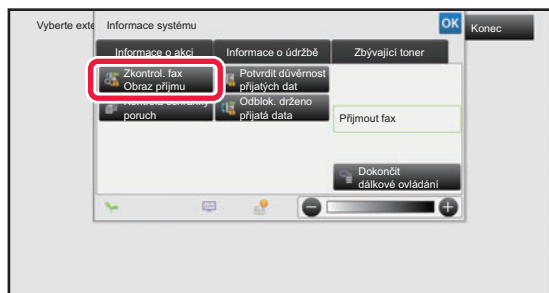 Vyberte exte
Informace systému
OK
Konec
Informace o akci
Informace o údržbě
Zbývající toner
Zkontrol. fax
Obraz příjmu
Potvrdit důvěrnost
přijatých dat
poruch
Odblok. drženo
přijatá data
Přijmout fax
Dokončit
dálkové ovládání